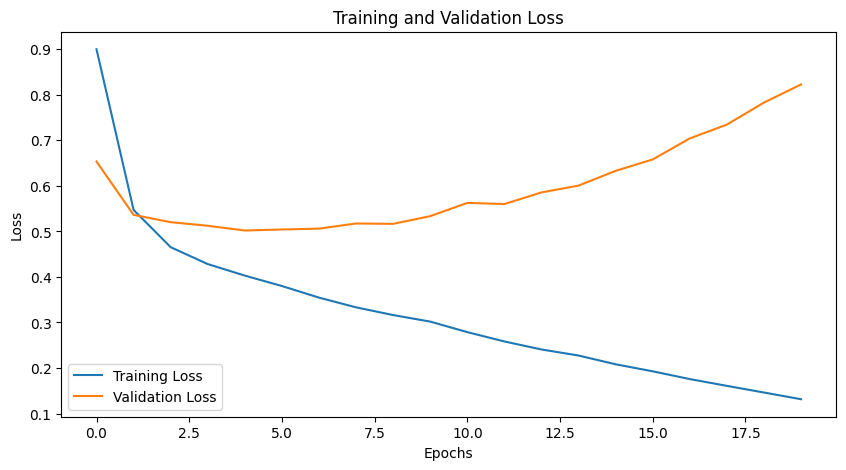 Training and Validation Loss
Loss
0.9
0.8
0.7
0.6
0.5
0.4
0.3
0.2
0.1
Training Loss
Validation Loss
0.0 2.5 5.0 7.5 10.0 12.5 15.0 17.5
Epochs